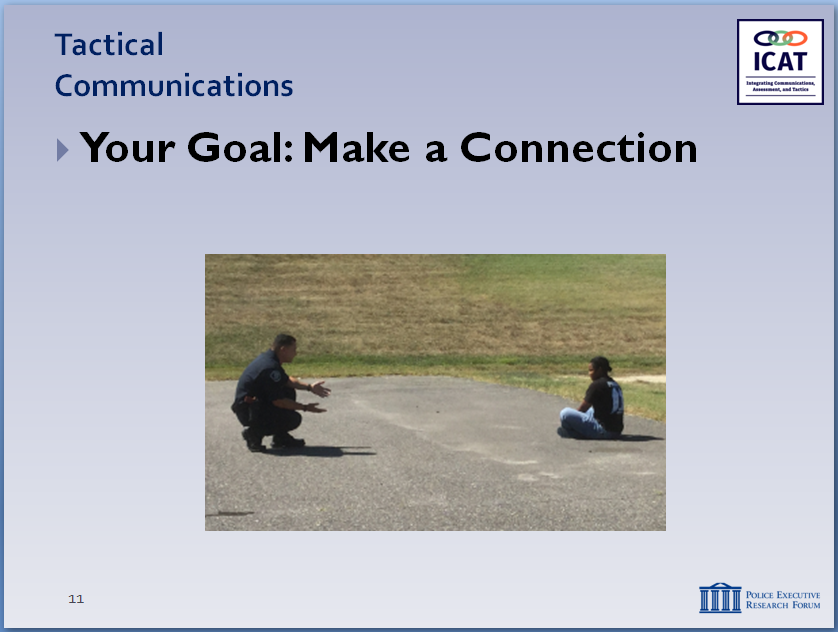 Tactical
Communications
ICAT
Integrating Communications,
Assessment, and Tactics
Your Goal: Make a Connection
11
POLICE EXECUTIVE
RESEARCH FORUM